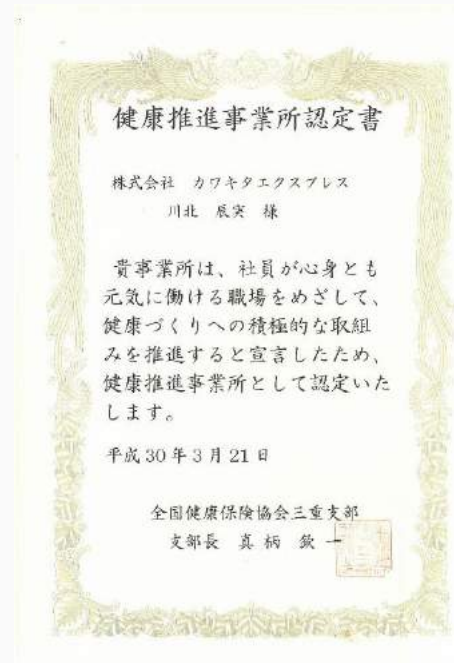 健康推進事業所認定書
株式会社 カワキタエクスプレス
川北 辰実 様
貴事業所は、社員が心身とも
元気に働ける職場をめざして、
健康づくりへの積極的な取組
みを推進すると宣言したため、
健康推進事業所として認定いた
します。
平成30年3月21日
全国健康保険協会三重支部
支部長 真柄 欽一